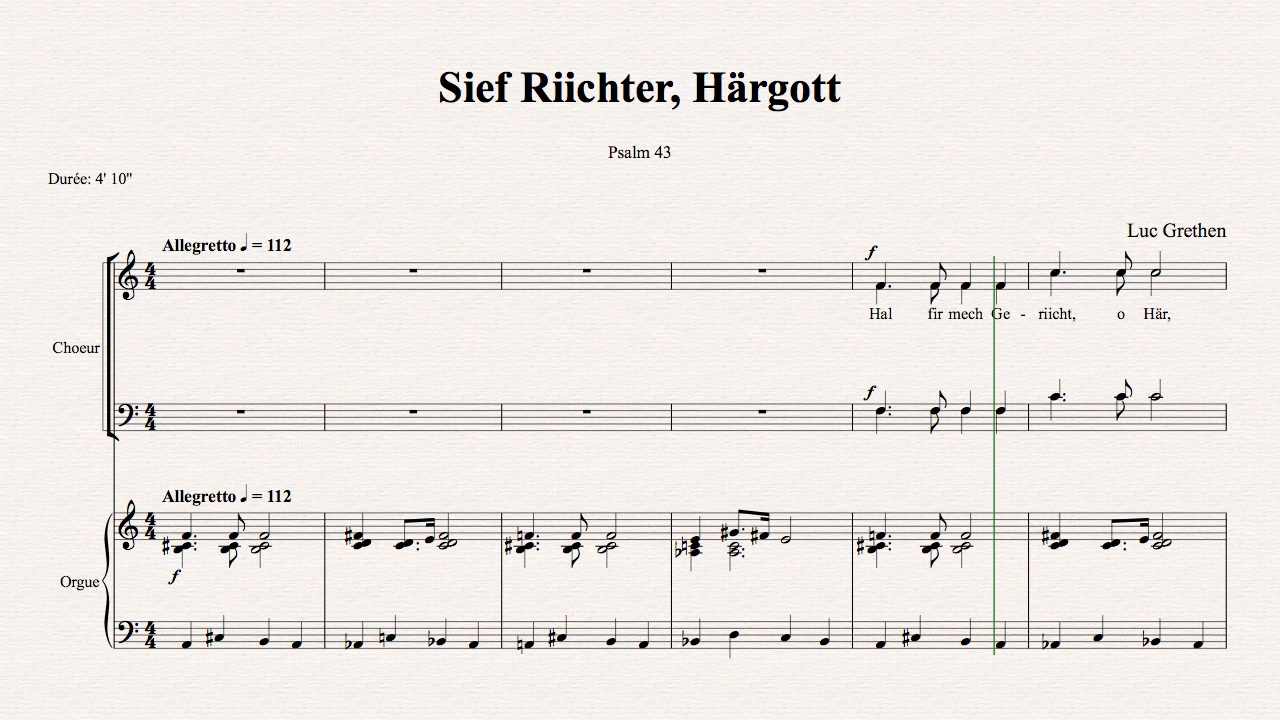 Sief Riichter, Härgott
Psalm 43
Durée: 4' 10"
Luc Grethen
Allegretto ♩ = 112
f
Hal fir mech Ge - riicht, o Här,
Choeur
f
Allegretto ♩ = 112
f
Orgue